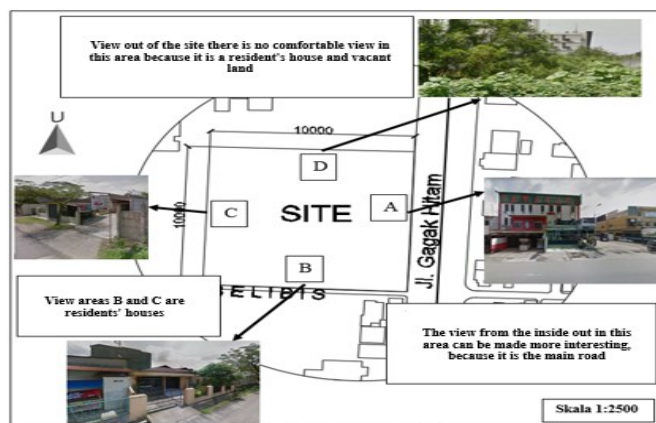 View out of the site there is no comfortable view in
this area because it is a resident's house and vacant
land
U
10000
D
10000
C
SITE
A
Jl. Gagak Hitam
B
BELIBIS
View areas B and C are
residents' houses
The view from the inside out in this
area can be made more interesting,
because it is the main road
Skala 1:2500